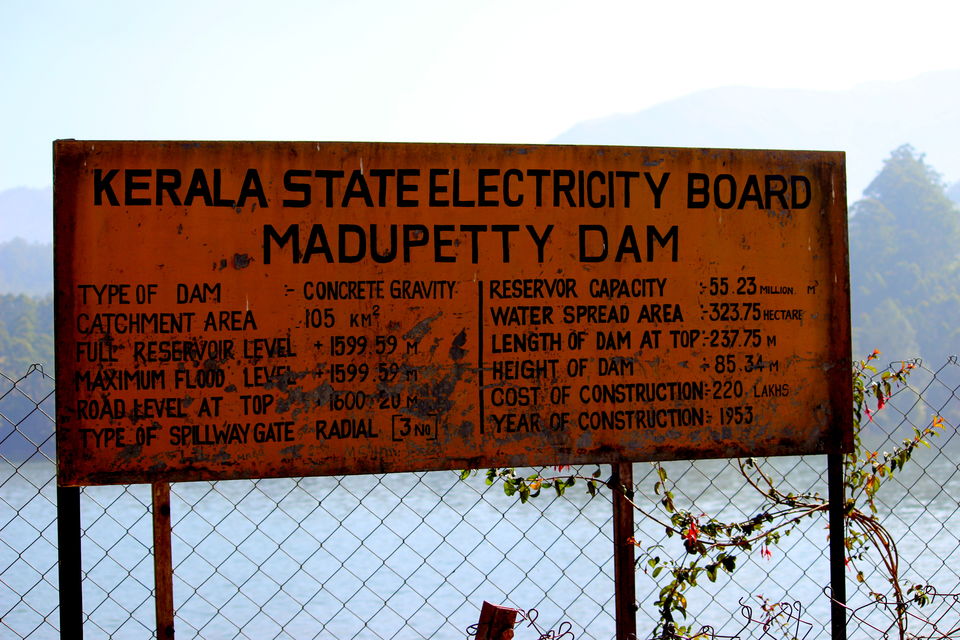 KERALA STATE ELECTRICITY BOARD
MADUPETTY DAM
TYPE OF DAM :- CONCRETE GRAVITY
CATCHMENT AREA 105 KM²
FULL RESERVOIR LEVEL + 1599.59 M
MAXIMUM FLOOD LEVEL + 1599.59 M
ROAD LEVEL AT TOP +1600.20 M
TYPE OF SPILLWAY GATE RADIAL [3 NO]
RESERVOR CAPACITY :-55.23 MILLION. M³
WATER SPREAD AREA :-323.75 HECTARE
LENGTH OF DAM AT TOP:-237.75 M
HEIGHT OF DAM :- 85.34 M
COST OF CONSTRUCTION:-220 LAKHS
YEAR OF CONSTRUCTION:- 1953